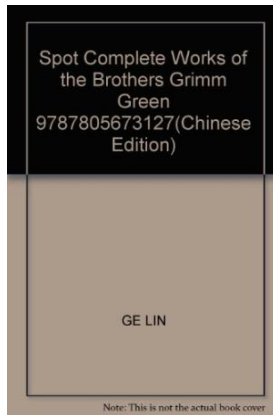 Spot Complete Works of
the Brothers Grimm
Green
9787805673127(Chinese
Edition)
GE LIN
Note: This is not the actual book cover